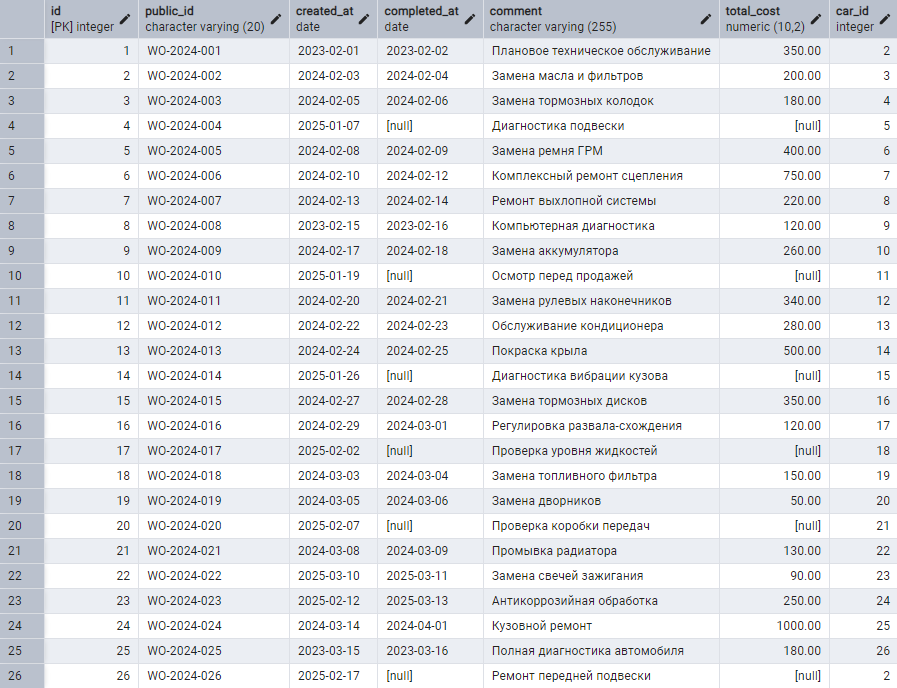 id public_id created_at completed_at comment total_cost car_id
[PK] integer character varying (20) date date character varying (255) numeric (10,2) integer
1 1 WO-2024-001 2023-02-01 2023-02-02 Плановое техническое обслуживание 350.00 2
2 2 WO-2024-002 2024-02-03 2024-02-04 Замена масла и фильтров 200.00 3
3 3 WO-2024-003 2024-02-05 2024-02-06 Замена тормозных колодок 180.00 4
4 4 WO-2024-004 2025-01-07 [null] Диагностика подвески [null] 5
5 5 WO-2024-005 2024-02-08 2024-02-09 Замена ремня ГРМ 400.00 6
6 6 WO-2024-006 2024-02-10 2024-02-12 Комплексный ремонт сцепления 750.00 7
7 7 WO-2024-007 2024-02-13 2024-02-14 Ремонт выхлопной системы 220.00 8
8 8 WO-2024-008 2023-02-15 2023-02-16 Компьютерная диагностика 120.00 9
9 9 WO-2024-009 2024-02-17 2024-02-18 Замена аккумулятора 260.00 10
10 10 WO-2024-010 2025-01-19 [null] Осмотр перед продажей [null] 11
11 11 WO-2024-011 2024-02-20 2024-02-21 Замена рулевых наконечников 340.00 12
12 12 WO-2024-012 2024-02-22 2024-02-23 Обслуживание кондиционера 280.00 13
13 13 WO-2024-013 2024-02-24 2024-02-25 Покраска крыла 500.00 14
14 14 WO-2024-014 2025-01-26 [null] Диагностика вибрации кузова [null] 15
15 15 WO-2024-015 2024-02-27 2024-02-28 Замена тормозных дисков 350.00 16
16 16 WO-2024-016 2024-02-29 2024-03-01 Регулировка развала-схождения 120.00 17
17 17 WO-2024-017 2025-02-02 [null] Проверка уровня жидкостей [null] 18
18 18 WO-2024-018 2024-03-03 2024-03-04 Замена топливного фильтра 150.00 19
19 19 WO-2024-019 2024-03-05 2024-03-06 Замена дворников 50.00 20
20 20 WO-2024-020 2025-02-07 [null] Проверка коробки передач [null] 21
21 21 WO-2024-021 2024-03-08 2024-03-09 Промывка радиатора 130.00 22
22 22 WO-2024-022 2025-03-10 2025-03-11 Замена свечей зажигания 90.00 23
23 23 WO-2024-023 2025-02-12 2025-03-13 Антикоррозийная обработка 250.00 24
24 24 WO-2024-024 2024-03-14 2024-04-01 Кузовной ремонт 1000.00 25
25 25 WO-2024-025 2023-03-15 2023-03-16 Полная диагностика автомобиля 180.00 26
26 26 WO-2024-026 2025-02-17 [null] Ремонт передней подвески [null] 2